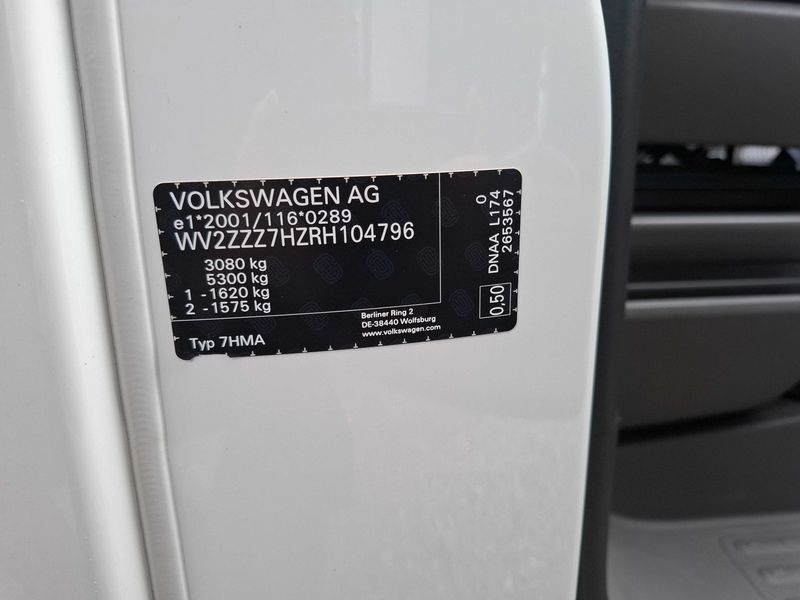 VOLKSWAGEN AG
e1*2001/116*0289
WV2ZZZ7HZRH104796
3080 kg
5300 kg
1 - 1620 kg
2 - 1575 kg
Berliner Ring 2
DE-38440 Wolfsburg
www.volkswagen.com
Typ 7HMA
0,50
DNAA L174 O
2653567